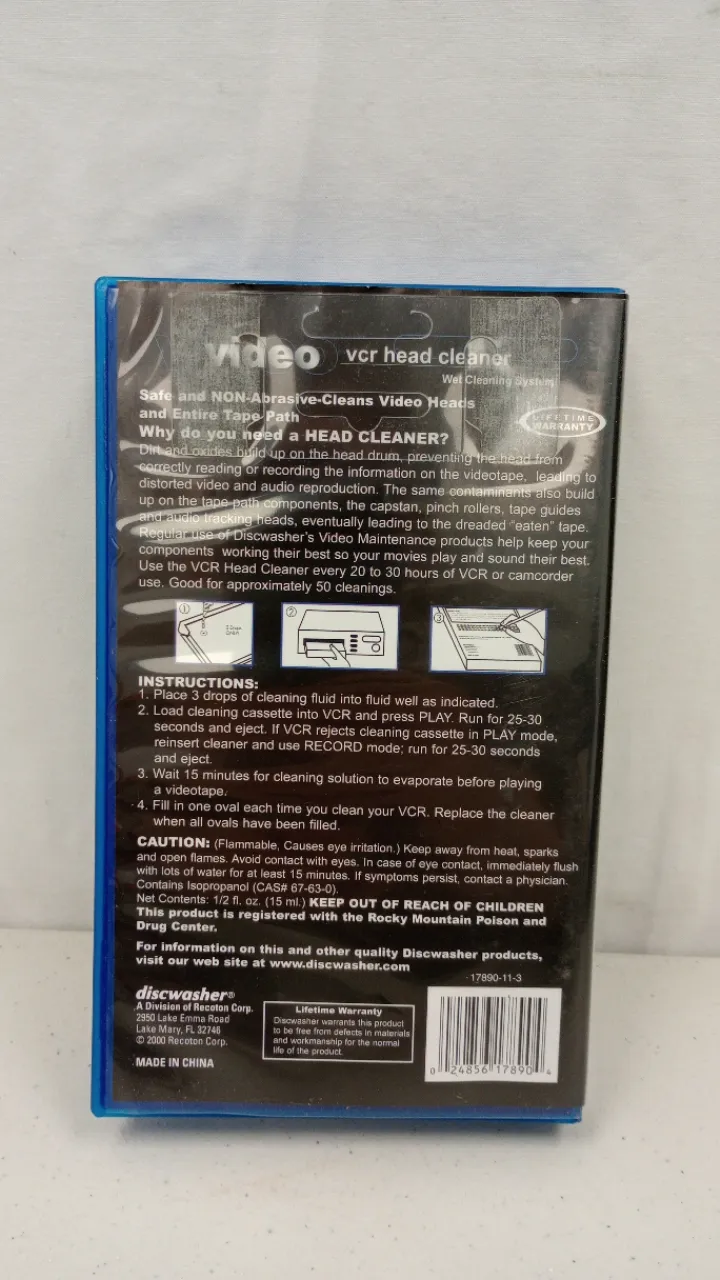 video vcr head cleaner
Wet Cleaning System
Safe and NON-Abrasive-Cleans Video Heads
and Entire Tape Path
LIFETIME
WARRANTY
Why do you need a HEAD CLEANER?
Dirt and oxides build up on the head drum, preventing the head from
correctly reading or recording the information on the videotape, leading to
distorted video and audio reproduction. The same contaminants also build
up on the tape path components, the capstan, pinch rollers, tape guides
and audio tracking heads, eventually leading to the dreaded "eaten" tape.
Regular use of Discwasher's Video Maintenance products help keep your
components working their best so your movies play and sound their best.
Use the VCR Head Cleaner every 20 to 30 hours of VCR or camcorder
use. Good for approximately 50 cleanings.
1
2
3
INSTRUCTIONS:
1. Place 3 drops of cleaning fluid into fluid well as indicated.
2. Load cleaning cassette into VCR and press PLAY. Run for 25-30
seconds and eject. If VCR rejects cleaning cassette in PLAY mode,
reinsert cleaner and use RECORD mode; run for 25-30 seconds
and eject.
3. Wait 15 minutes for cleaning solution to evaporate before playing
a videotape.
4. Fill in one oval each time you clean your VCR. Replace the cleaner
when all ovals have been filled.
CAUTION: (Flammable, Causes eye irritation.) Keep away from heat, sparks
and open flames. Avoid contact with eyes. In case of eye contact, immediately flush
with lots of water for at least 15 minutes. If symptoms persist, contact a physician.
Contains Isopropanol (CAS# 67-63-0).
Net Contents: 1/2 fl. oz. (15 ml.) KEEP OUT OF REACH OF CHILDREN
This product is registered with the Rocky Mountain Poison and
Drug Center.
For information on this and other quality Discwasher products,
visit our web site at www.discwasher.com
17890-11-3
discwasher®
A Division of Recoton Corp.
2950 Lake Emma Road
Lake Mary, FL 32746
© 2000 Recoton Corp.
MADE IN CHINA
Lifetime Warranty
Discwasher warrants this product
to be free from defects in materials
and workmanship for the normal
life of the product.
0 24856 17890 4